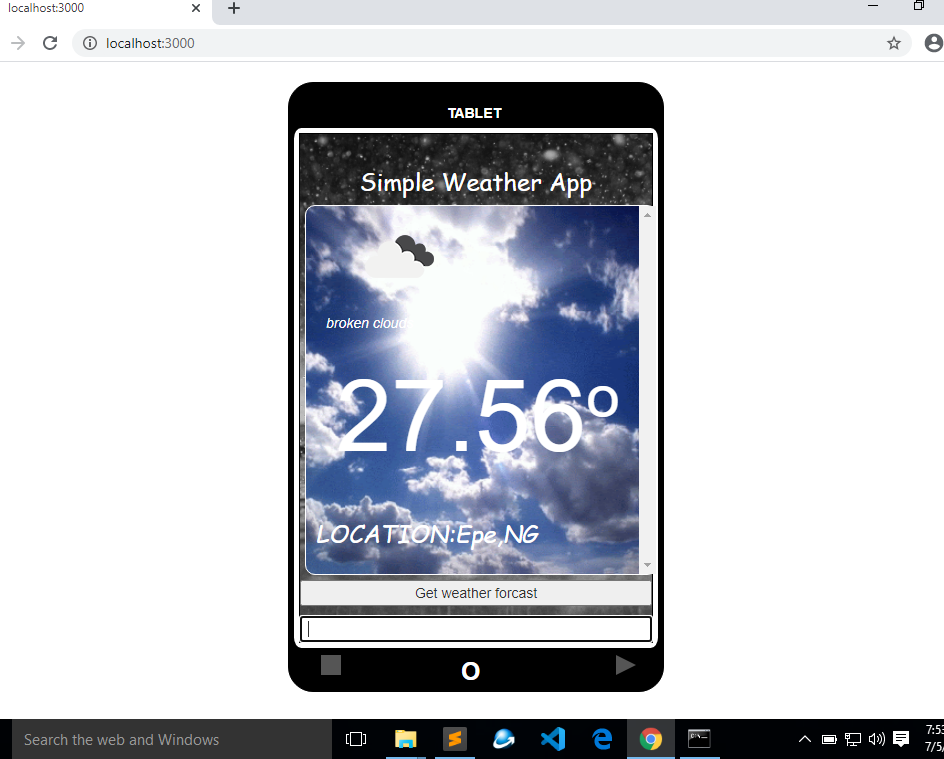 localhost:3000
localhost:3000
TABLET
Simple Weather App
broken cloud
27.56º
LOCATION:Epe,NG
Get weather forcast
O
Search the web and Windows
7:53
7/5/